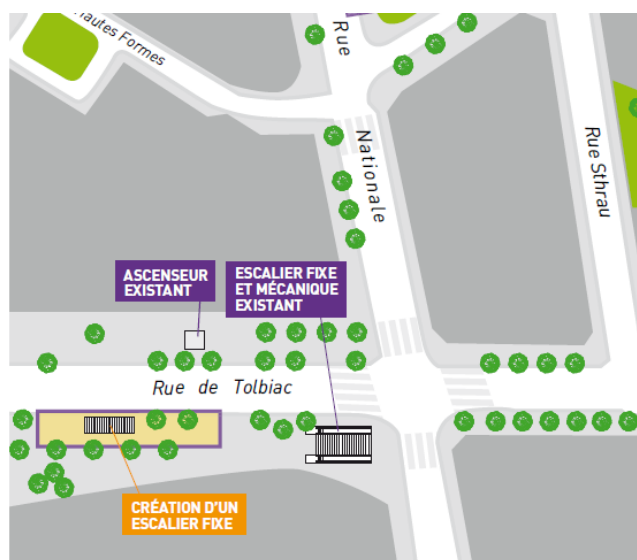 Hautes Formes
Rue
Nationale
Rue Sthrau
ASCENSEUR
EXISTANT
ESCALIER FIXE
ET MÉCANIQUE
EXISTANT
Rue de Tolbiac
CRÉATION D'UN
ESCALIER FIXE